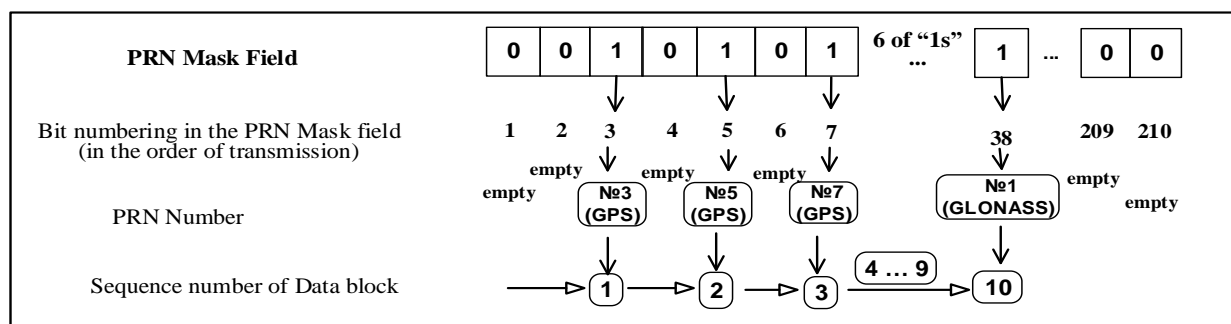 PRN Mask Field 0 0 1 0 1 0 1 6 of “1s” ... 1 ... 0 0
Bit numbering in the PRN Mask field
(in the order of transmission)
1 2 3 4 5 6 7 38 209 210
empty empty empty empty empty empty
PRN Number
№3
(GPS)
№5
(GPS)
№7
(GPS)
№1
(GLONASS)
Sequence number of Data block 1 2 3 4 ... 9 10